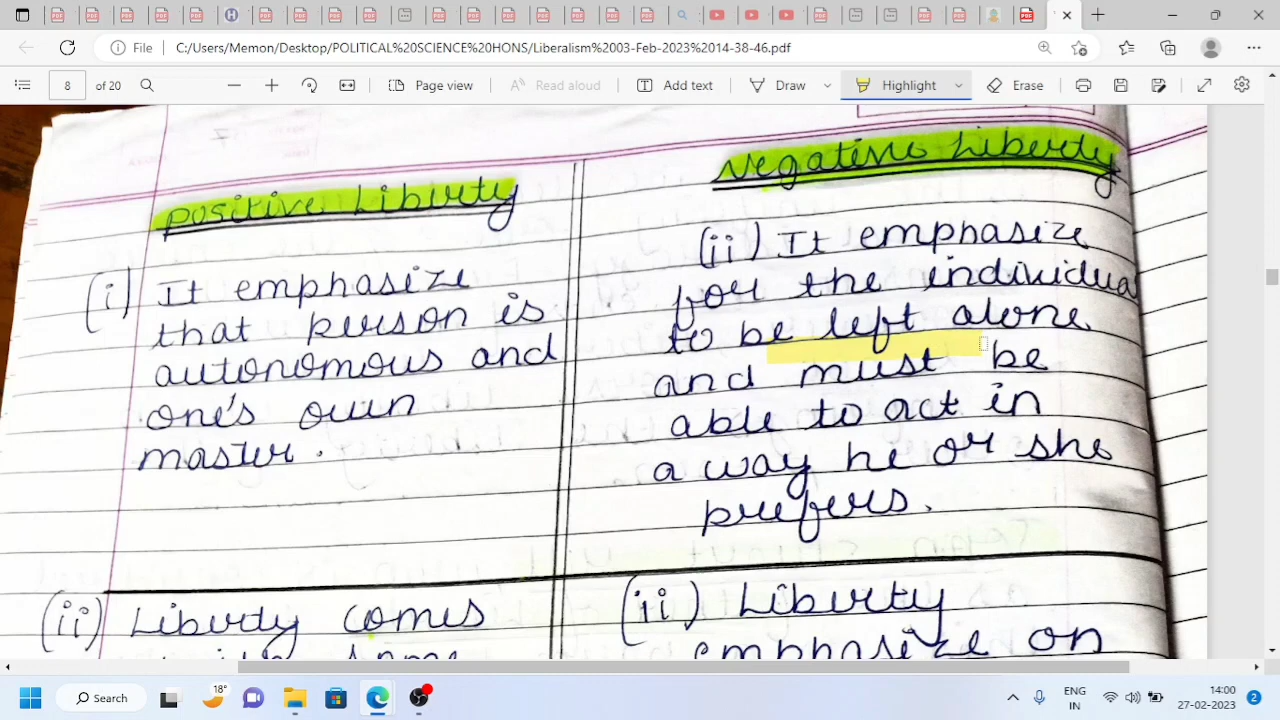 File
C:/Users/Memon/Desktop/POLITICAL%20SCIENCE%20HONS/Liberalism%2003-Feb-2023%2014-38-46.pdf
8 of 20
Page view
Read aloud
Add text
Draw
Highlight
Erase
Positive Liberty
(i) It emphasize
that person is
autonomous and
one's own
master.
(ii) Liberty comes
Negative Liberty
(ii) It emphasize
for the individual
to be left alone
and must be
able to act in
a way he or she
prefers.
(ii) Liberty
emphasize on
Search
18°
ENG
IN
14:00
27-02-2023
2